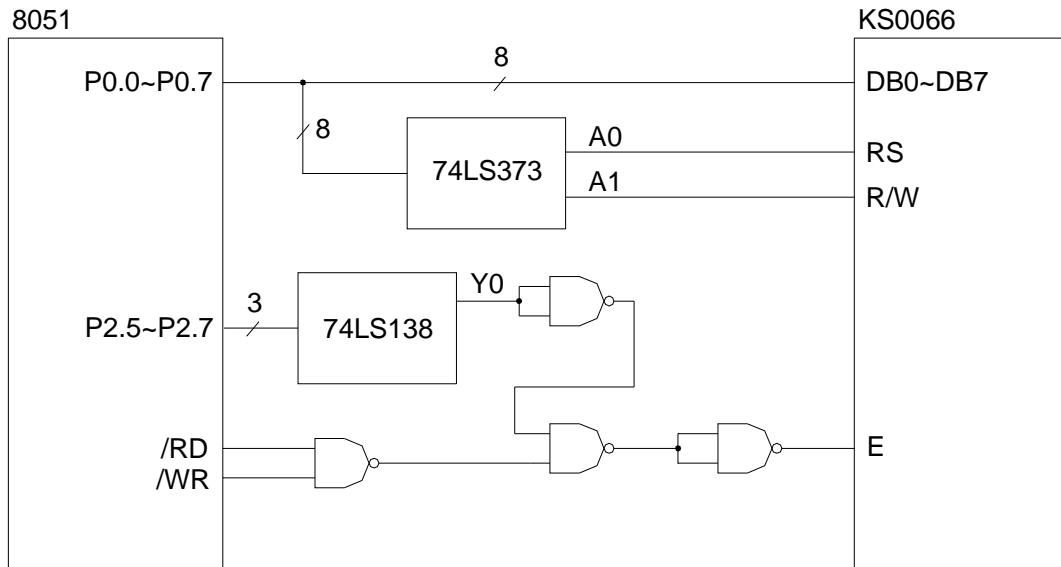 8051
KS0066
P0.0~P0.7
8
DB0~DB7
8
74LS373
A0
RS
A1
R/W
P2.5~P2.7
3
74LS138
Y0
/RD
/WR
E